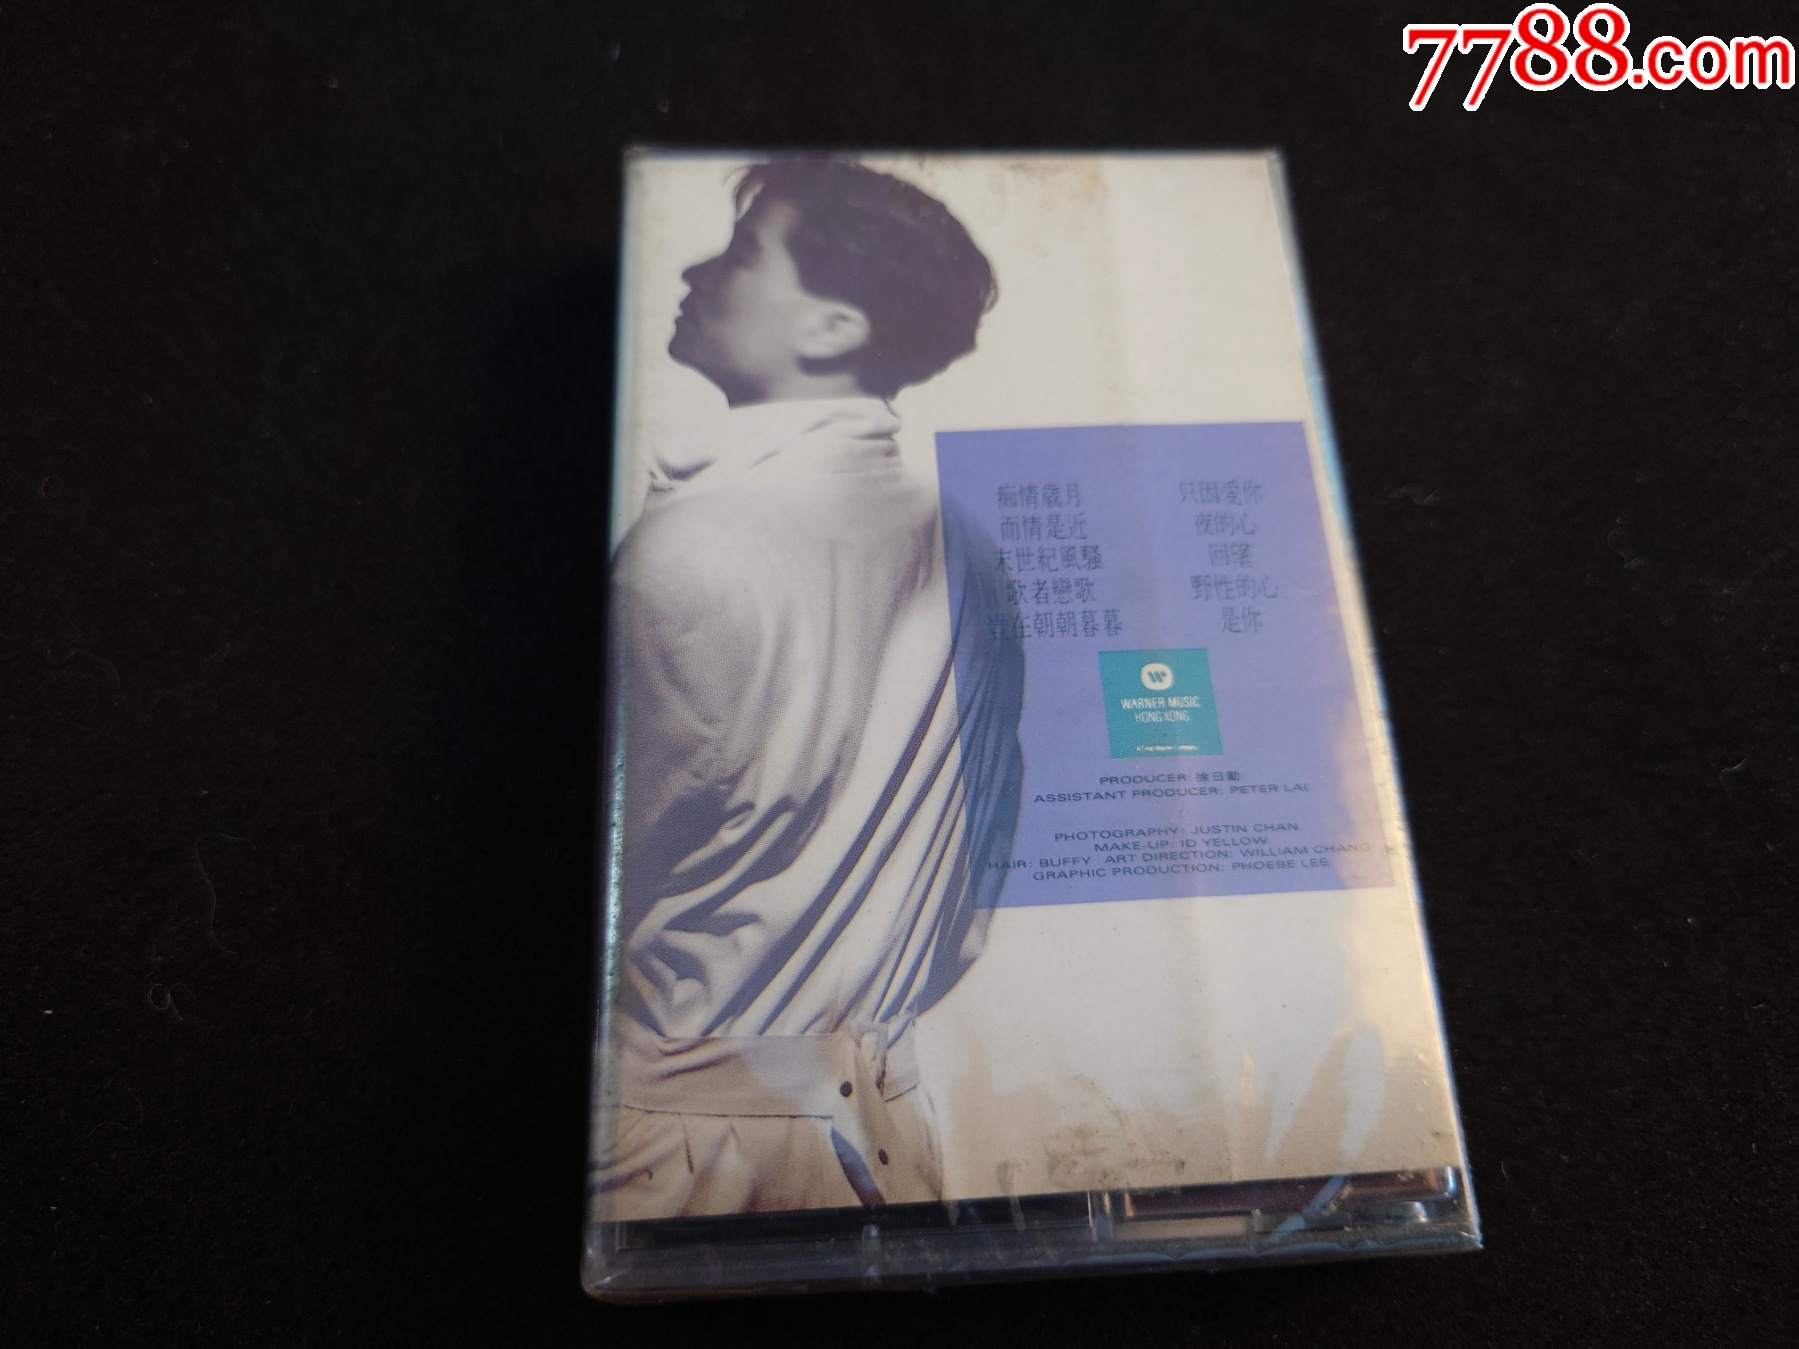 7788.com
痴情歲月 只因愛你
而情是近 夜的心
末世紀風騷 回望
歌者戀歌 野性的心
豈在朝朝暮暮 是你
WARNER MUSIC
HONG KONG
A Time Warner Company
PRODUCER: 徐日勤
ASSISTANT PRODUCER: PETER LAI
PHOTOGRAPHY: JUSTIN CHAN
MAKE-UP: ID YELLOW
HAIR: BUFFY ART DIRECTION: WILLIAM CHANG
GRAPHIC PRODUCTION: PHOEBE LEE